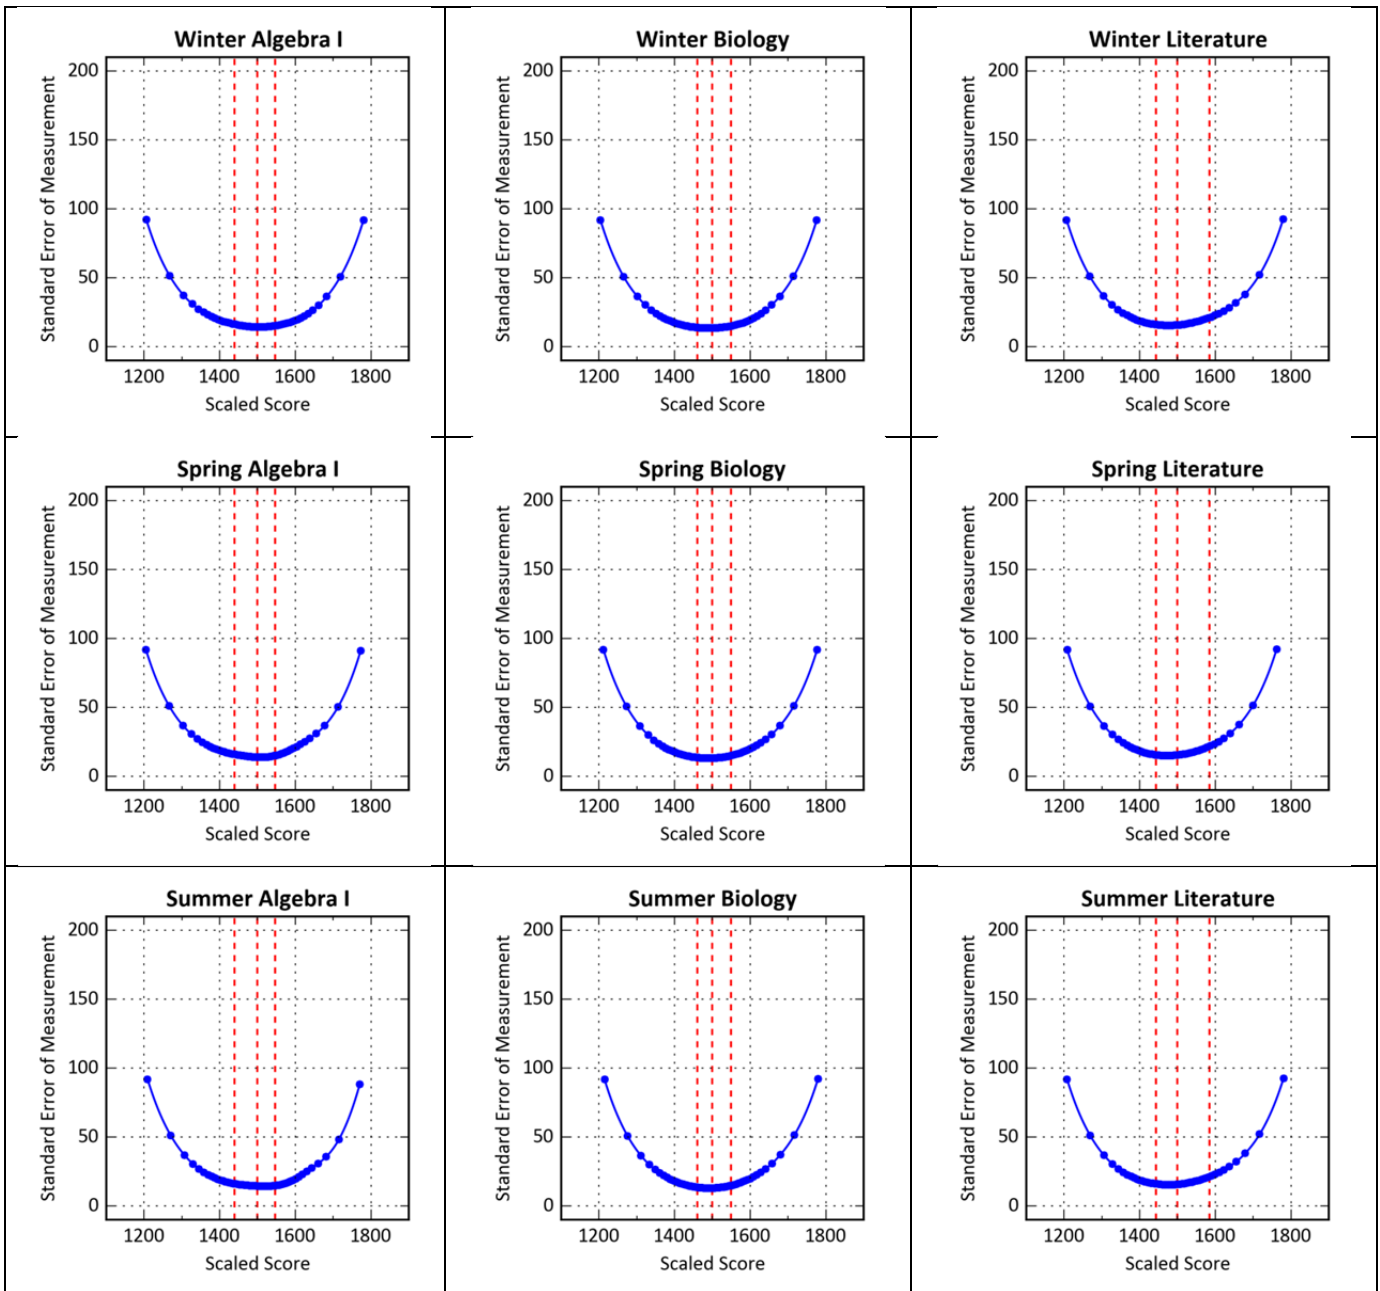 Winter Algebra I
Standard Error of Measurement
200
150
100
50
0
1200 1400 1600 1800
Scaled Score
Winter Biology
Standard Error of Measurement
200
150
100
50
0
1200 1400 1600 1800
Scaled Score
Winter Literature
Standard Error of Measurement
200
150
100
50
0
1200 1400 1600 1800
Scaled Score
Spring Algebra I
Standard Error of Measurement
200
150
100
50
0
1200 1400 1600 1800
Scaled Score
Spring Biology
Standard Error of Measurement
200
150
100
50
0
1200 1400 1600 1800
Scaled Score
Spring Literature
Standard Error of Measurement
200
150
100
50
0
1200 1400 1600 1800
Scaled Score
Summer Algebra I
Standard Error of Measurement
200
150
100
50
0
1200 1400 1600 1800
Scaled Score
Summer Biology
Standard Error of Measurement
200
150
100
50
0
1200 1400 1600 1800
Scaled Score
Summer Literature
Standard Error of Measurement
200
150
100
50
0
1200 1400 1600 1800
Scaled Score